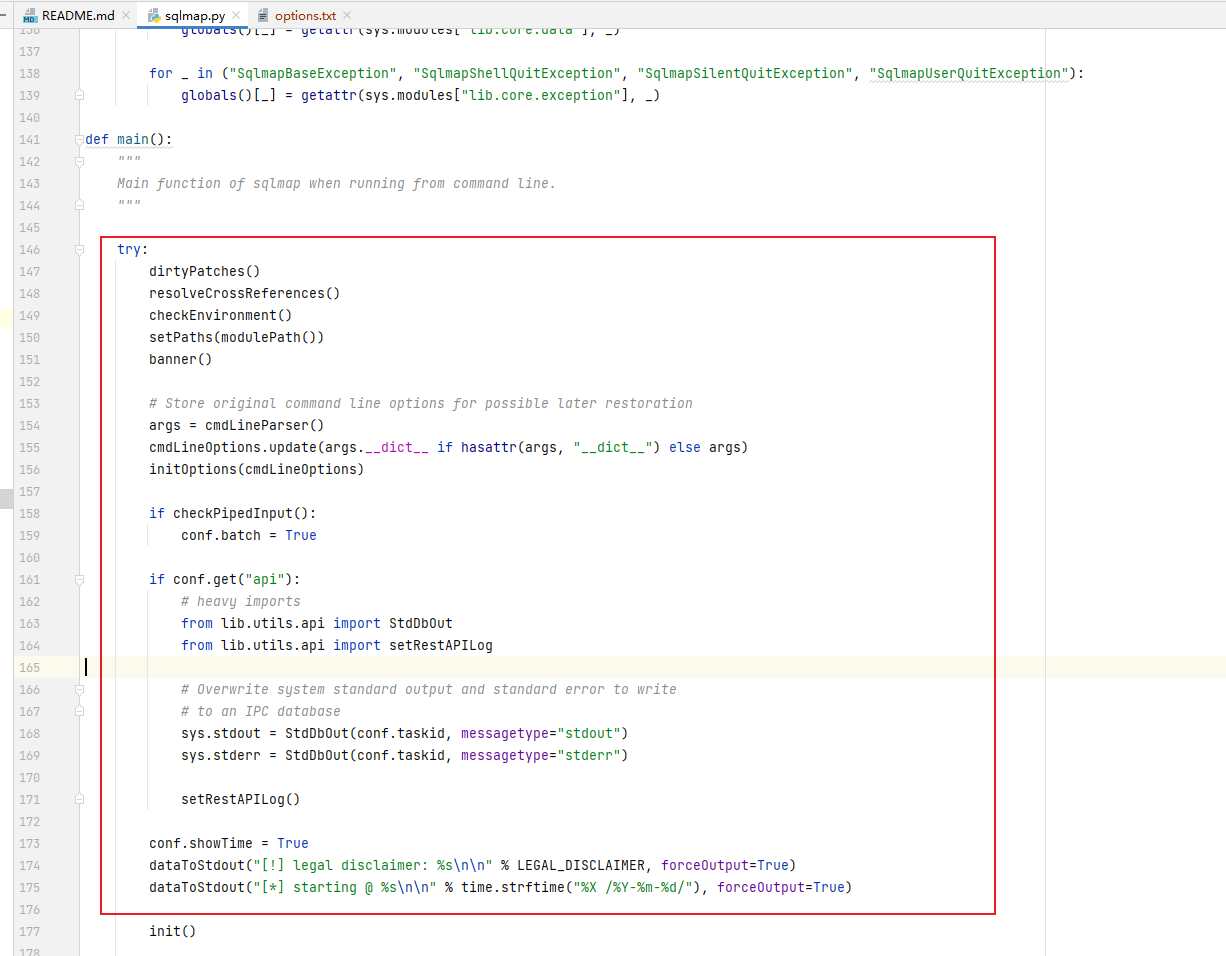 README.md sqlmap.py options.txt
136 globals()[_] = getattr(sys.modules["lib.core.data"], _)
137
138 for _ in ("SqlmapBaseException", "SqlmapShellQuitException", "SqlmapSilentQuitException", "SqlmapUserQuitException"):
139 globals()[_] = getattr(sys.modules["lib.core.exception"], _)
140
141 def main():
142 """
143 Main function of sqlmap when running from command line.
144 """
145
146 try:
147 dirtyPatches()
148 resolveCrossReferences()
149 checkEnvironment()
150 setPaths(modulePath())
151 banner()
152
153 # Store original command line options for possible later restoration
154 args = cmdLineParser()
155 cmdLineOptions.update(args.__dict__ if hasattr(args, "__dict__") else args)
156 initOptions(cmdLineOptions)
157
158 if checkPipedInput():
159 conf.batch = True
160
161 if conf.get("api"):
162 # heavy imports
163 from lib.utils.api import StdDbOut
164 from lib.utils.api import setRestAPILog
165
166 # Overwrite system standard output and standard error to write
167 # to an IPC database
168 sys.stdout = StdDbOut(conf.taskid, messagetype="stdout")
169 sys.stderr = StdDbOut(conf.taskid, messagetype="stderr")
170
171 setRestAPILog()
172
173 conf.showTime = True
174 dataToStdout("[!] legal disclaimer: %s\n\n" % LEGAL_DISCLAIMER, forceOutput=True)
175 dataToStdout("[*] starting @ %s\n\n" % time.strftime("%X /%Y-%m-%d/"), forceOutput=True)
176
177 init()
178